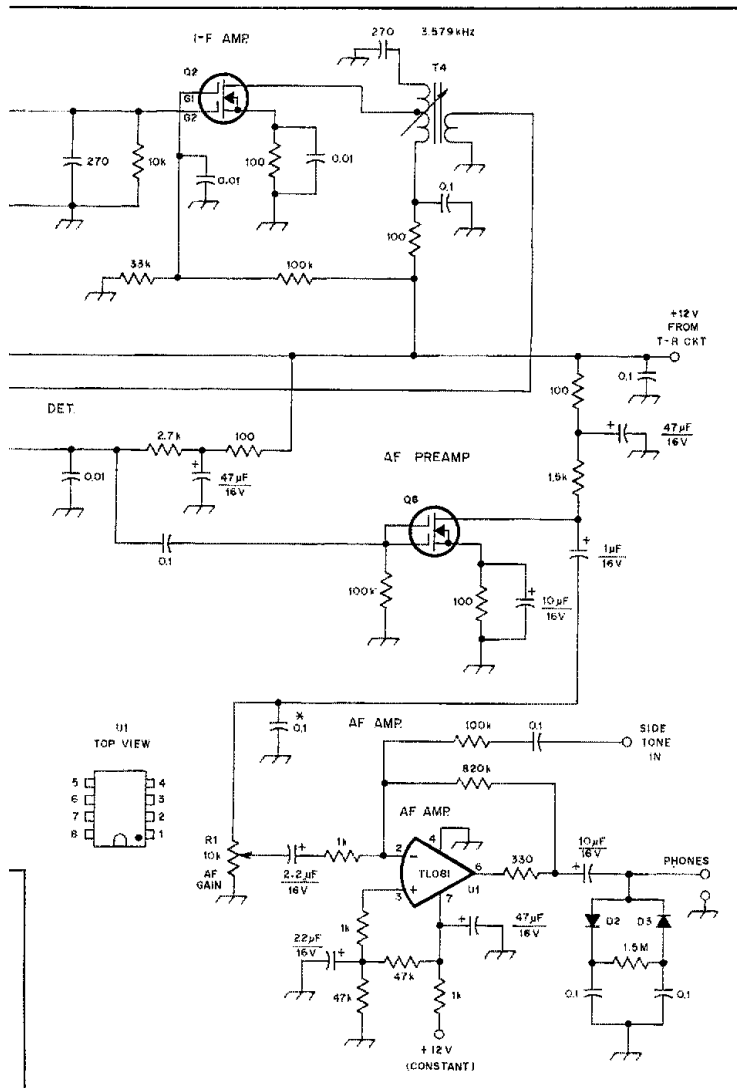 I-F AMP.
270 3.579kHz
T4
Q2
G1
G2
270
10k
0.01
100
0.01
0.1
100
33k
100k
+12V
FROM
T-R CKT
0.1
100
DET.
2.7k
100
47µF
16V
0.01
47µF
16V
AF PREAMP
1.5k
Q6
0.1
1µF
16V
100k
100
10µF
16V
U1
TOP VIEW
5 4
6 3
7 2
8 1
*
0.1
AF AMP.
100k
0.1
SIDE
TONE
IN
820k
AF AMP.
R1
10k
AF
GAIN
2.2µF
16V
1k
2
3
4
TL081
6
U1
7
330
10µF
16V
PHONES
1k
47µF
16V
D2
D3
22µF
16V
47k
47k
1k
1.5M
0.1
0.1
+12V
(CONSTANT)